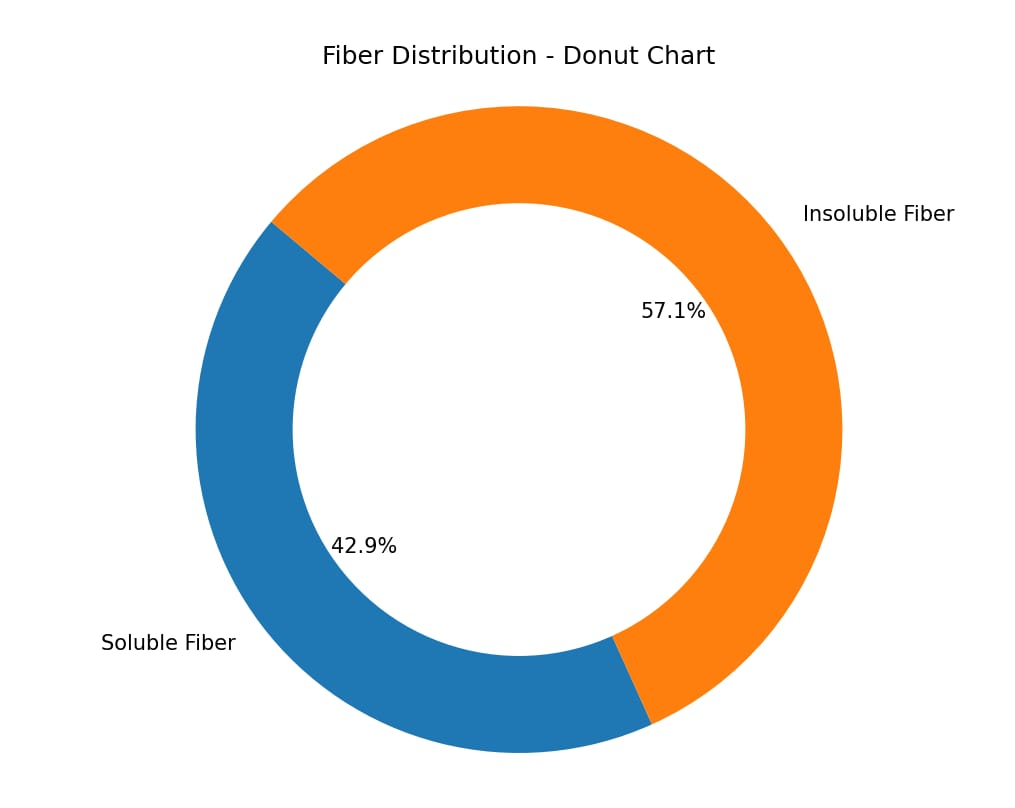 Fiber Distribution - Donut Chart
Insoluble Fiber
57.1%
42.9%
Soluble Fiber